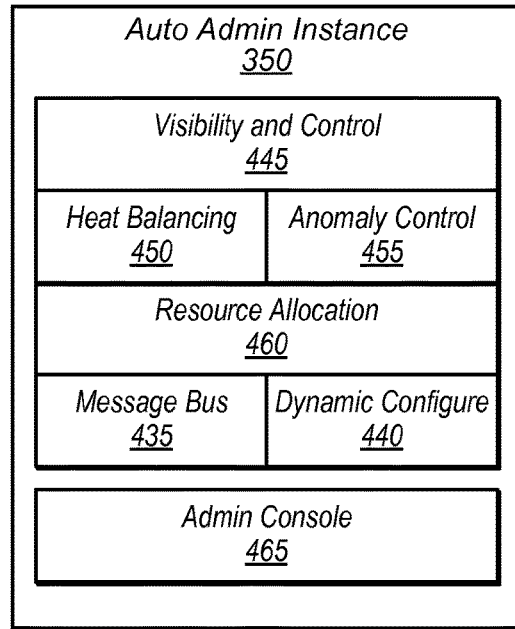 Auto Admin Instance
350
Visibility and Control
445
Heat Balancing
450
Anomaly Control
455
Resource Allocation
460
Message Bus
435
Dynamic Configure
440
Admin Console
465